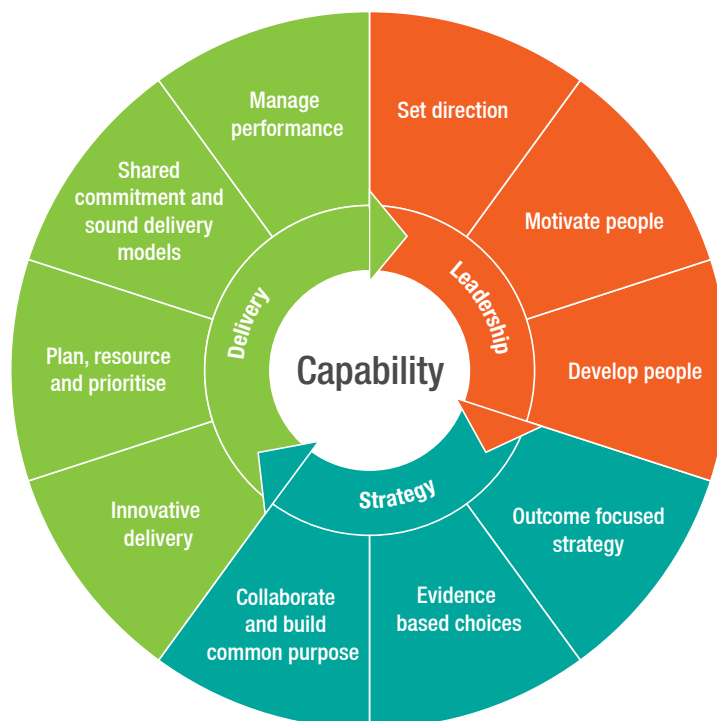 Manage
performance
Set direction
Shared
commitment and
sound delivery
models
Motivate people
Delivery
Leadership
Plan, resource
and prioritise
Capability
Develop people
Strategy
Innovative
delivery
Outcome focused
strategy
Collaborate
and build
common purpose
Evidence
based choices